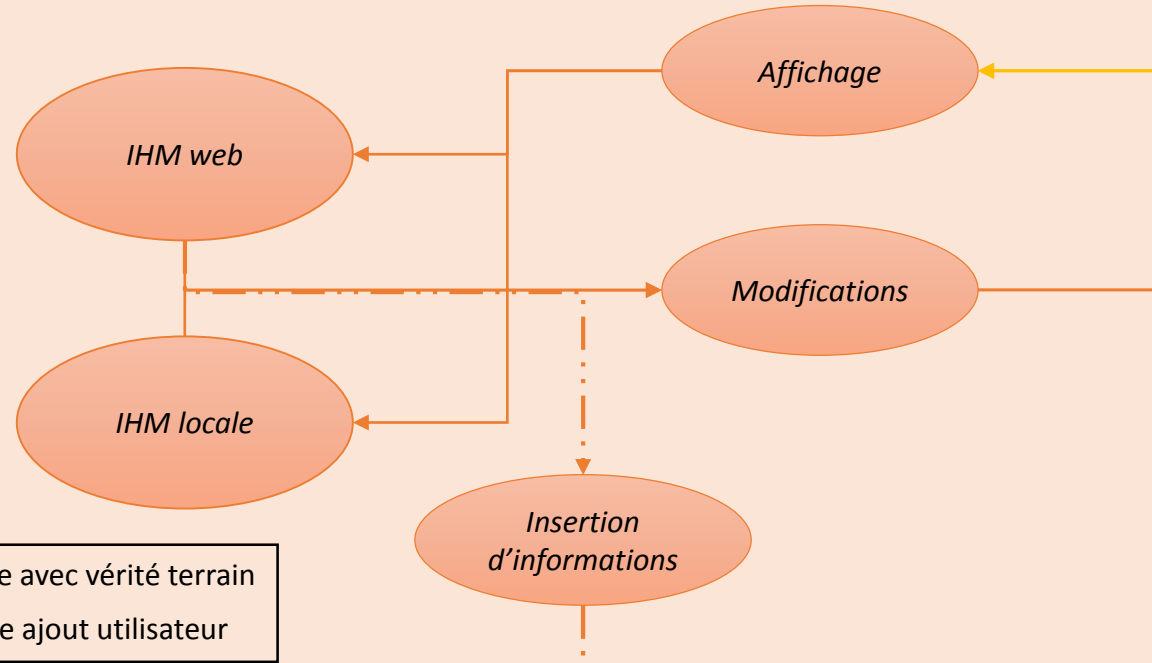 Affichage
IHM web
Modifications
IHM locale
Insertion
d'informations
e avec vérité terrain
e ajout utilisateur